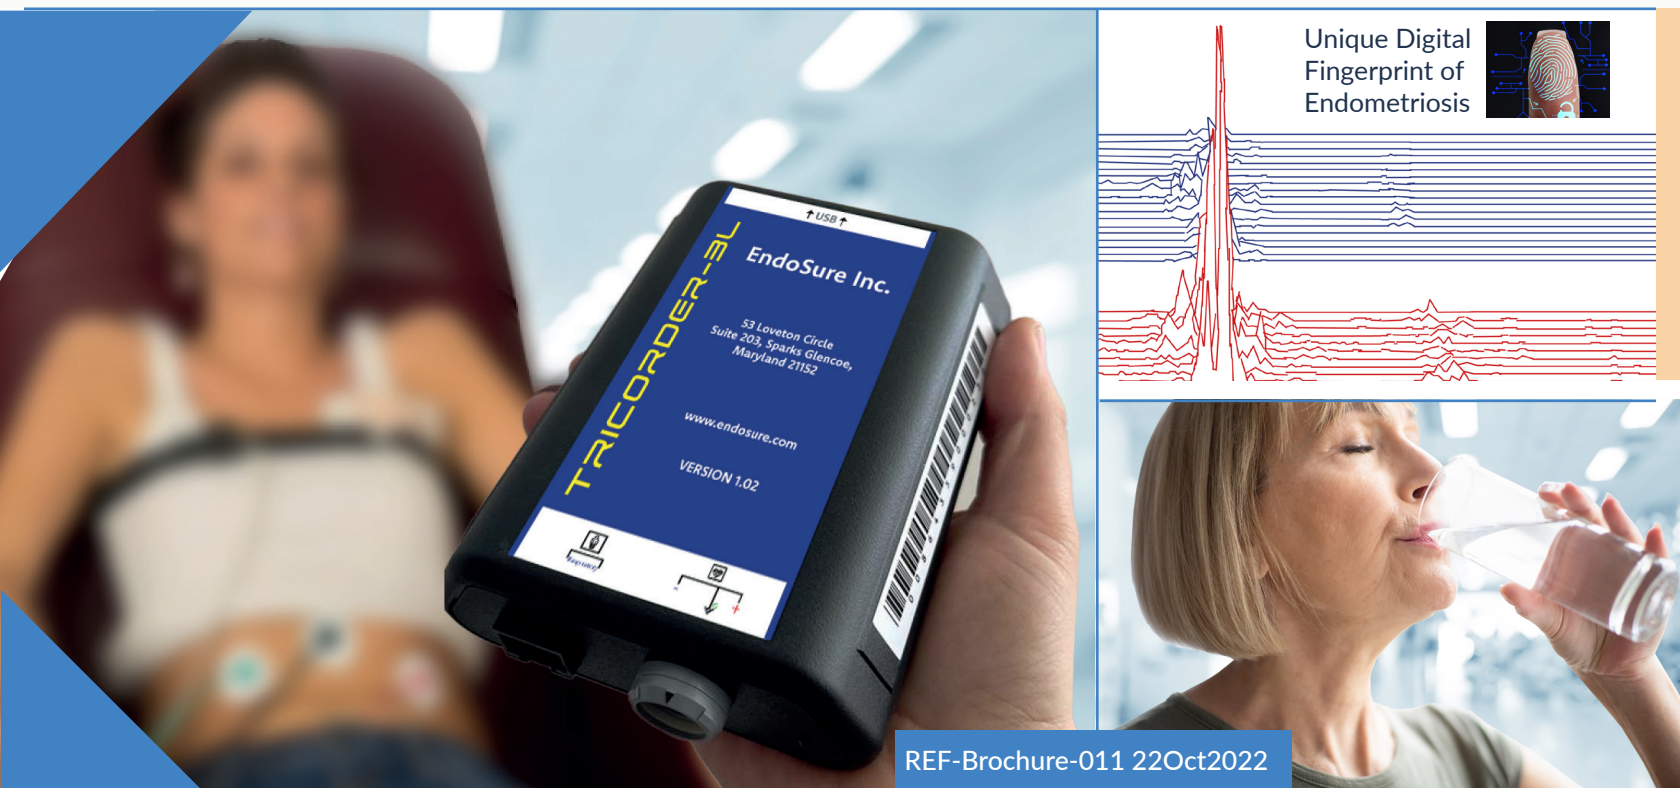 ↑ USB ↑
TRICORDER-3L
EndoSure Inc.
53 Loveton Circle
Suite 203, Sparks Glencoe,
Maryland 21152
www.endosure.com
VERSION 1.02
Respiratory
- +
Unique Digital
Fingerprint of
Endometriosis
REF-Brochure-011 22Oct2022